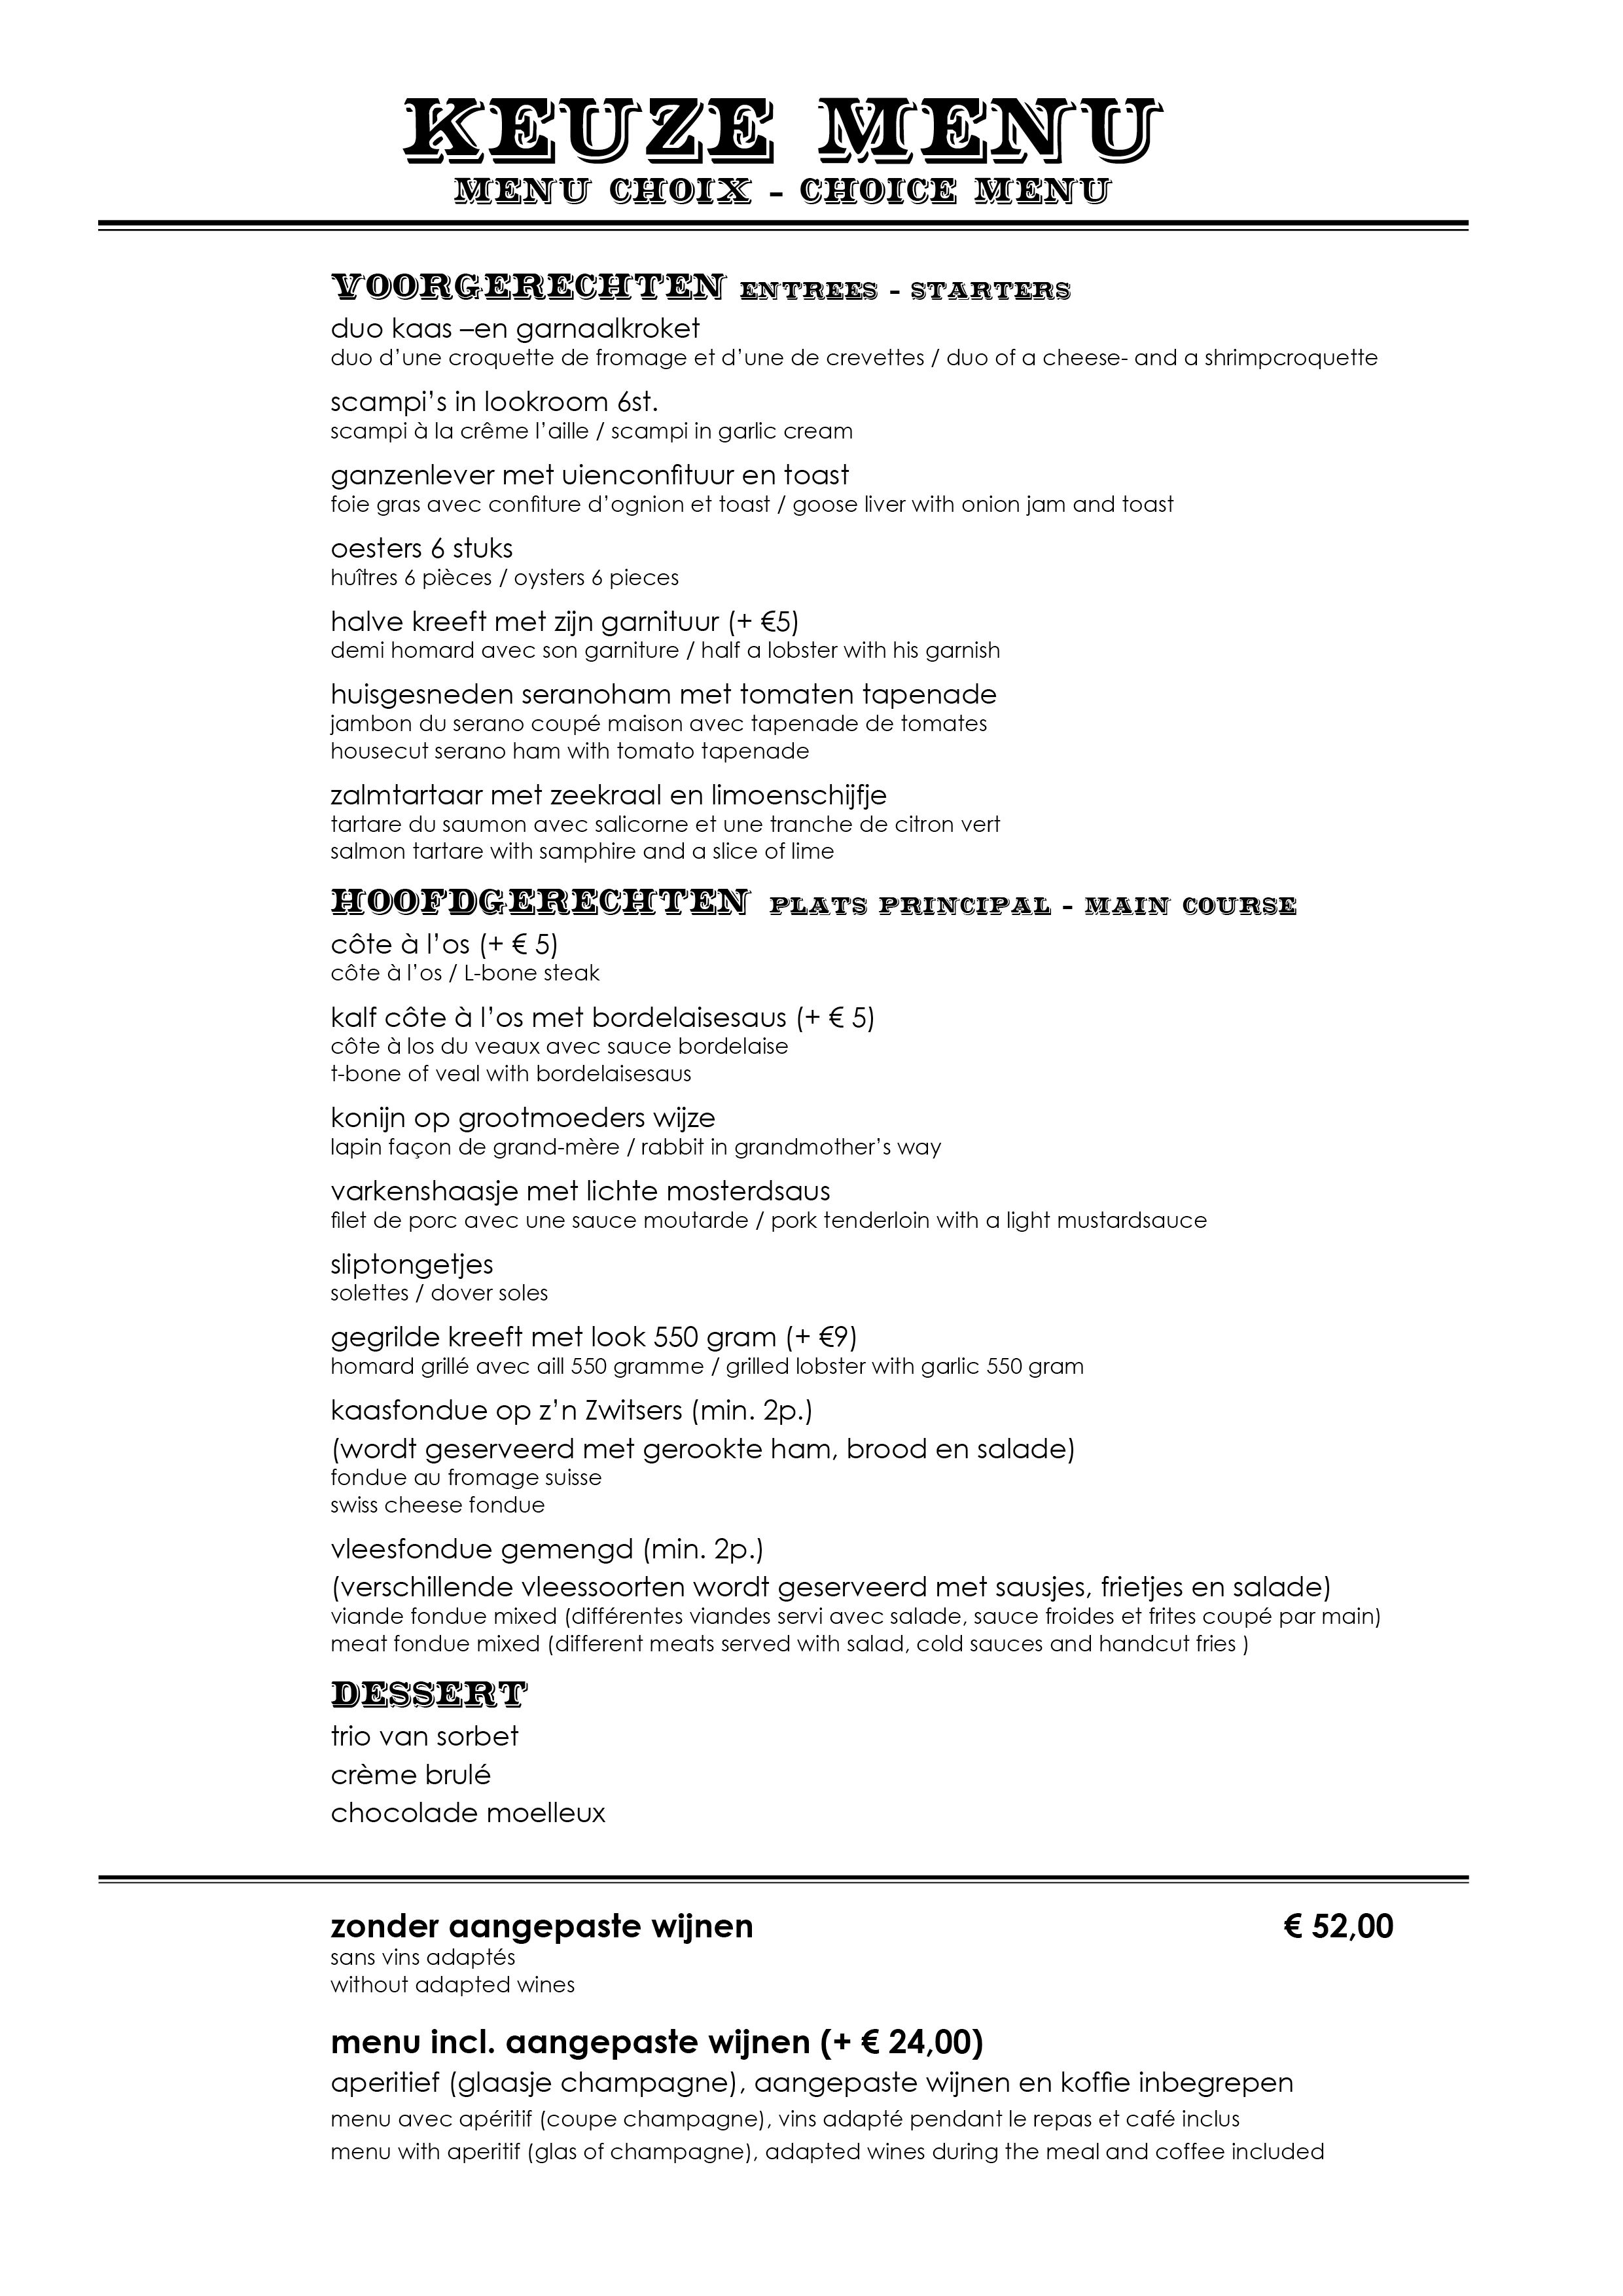 KEUZE MENU
MENU CHOIX - CHOICE MENU
VOORGERECHTEN ENTREES - STARTERS
duo kaas –en garnaalkroket
duo d’une croquette de fromage et d’une de crevettes / duo of a cheese- and a shrimpcroquette
scampi’s in lookroom 6st.
scampi à la crême l’aille / scampi in garlic cream
ganzenlever met uienconfituur en toast
foie gras avec confiture d’ognion et toast / goose liver with onion jam and toast
oesters 6 stuks
huîtres 6 pièces / oysters 6 pieces
halve kreeft met zijn garnituur (+ €5)
demi homard avec son garniture / half a lobster with his garnish
huisgesneden seranoham met tomaten tapenade
jambon du serano coupé maison avec tapenade de tomates
housecut serano ham with tomato tapenade
zalmtartaar met zeekraal en limoenschijfje
tartare du saumon avec salicorne et une tranche de citron vert
salmon tartare with samphire and a slice of lime
HOOFDGERECHTEN PLATS PRINCIPAL - MAIN COURSE
côte à l’os (+ € 5)
côte à l’os / L-bone steak
kalf côte à l’os met bordelaisesaus (+ € 5)
côte à los du veaux avec sauce bordelaise
t-bone of veal with bordelaisesaus
konijn op grootmoeders wijze
lapin façon de grand-mère / rabbit in grandmother’s way
varkenshaasje met lichte mosterdsaus
filet de porc avec une sauce moutarde / pork tenderloin with a light mustardsauce
sliptongetjes
solettes / dover soles
gegrilde kreeft met look 550 gram (+ €9)
homard grillé avec aill 550 gramme / grilled lobster with garlic 550 gram
kaasfondue op z’n Zwitsers (min. 2p.)
(wordt geserveerd met gerookte ham, brood en salade)
fondue au fromage suisse
swiss cheese fondue
vleesfondue gemengd (min. 2p.)
(verschillende vleessoorten wordt geserveerd met sausjes, frietjes en salade)
viande fondue mixed (différentes viandes servi avec salade, sauce froides et frites coupé par main)
meat fondue mixed (different meats served with salad, cold sauces and handcut fries )
DESSERT
trio van sorbet
crème brulé
chocolade moelleux
zonder aangepaste wijnen € 52,00
sans vins adaptés
without adapted wines
menu incl. aangepaste wijnen (+ € 24,00)
aperitief (glaasje champagne), aangepaste wijnen en koffie inbegrepen
menu avec apéritif (coupe champagne), vins adapté pendant le repas et café inclus
menu with aperitif (glas of champagne), adapted wines during the meal and coffee included